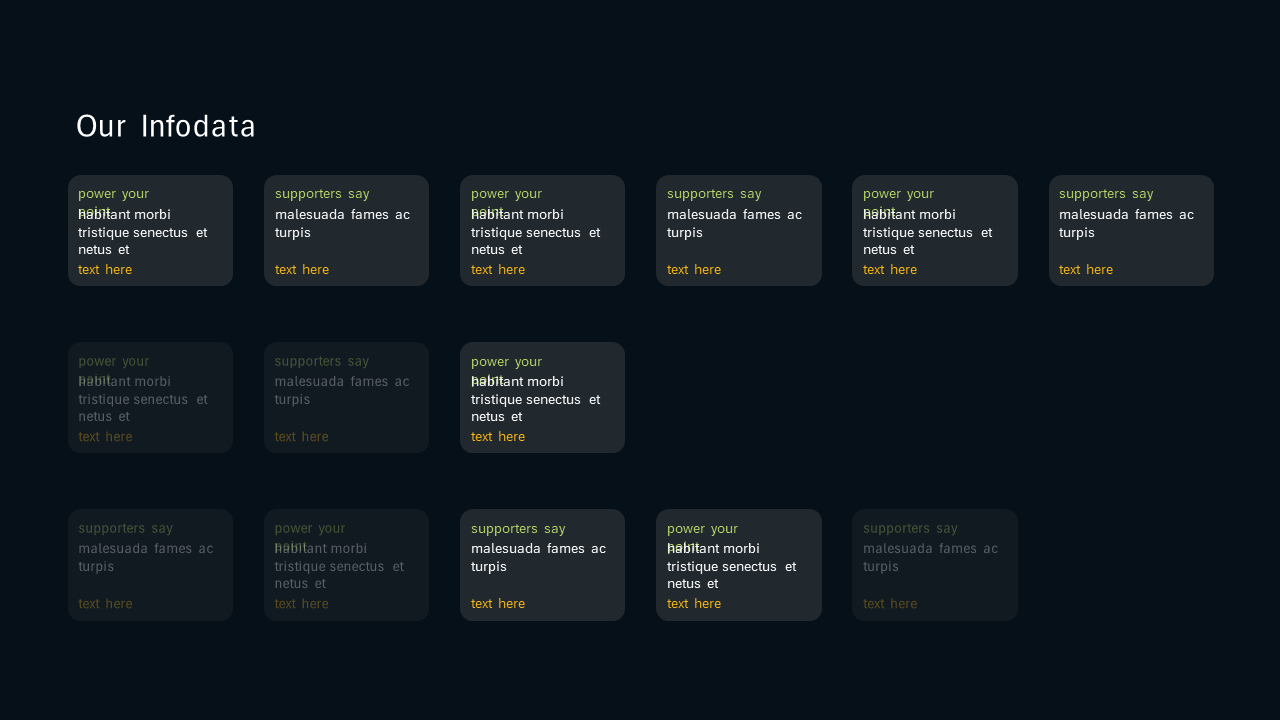 Our Infodata
power your
point
habitant morbi
tristique senectus et
netus et
text here
supporters say
malesuada fames ac
turpis
text here
power your
point
habitant morbi
tristique senectus et
netus et
text here
supporters say
malesuada fames ac
turpis
text here
power your
point
habitant morbi
tristique senectus et
netus et
text here
supporters say
malesuada fames ac
turpis
text here
power your
point
habitant morbi
tristique senectus et
netus et
text here
supporters say
malesuada fames ac
turpis
text here
power your
point
habitant morbi
tristique senectus et
netus et
text here
supporters say
malesuada fames ac
turpis
text here
power your
point
habitant morbi
tristique senectus et
netus et
text here
supporters say
malesuada fames ac
turpis
text here
power your
point
habitant morbi
tristique senectus et
netus et
text here
supporters say
malesuada fames ac
turpis
text here